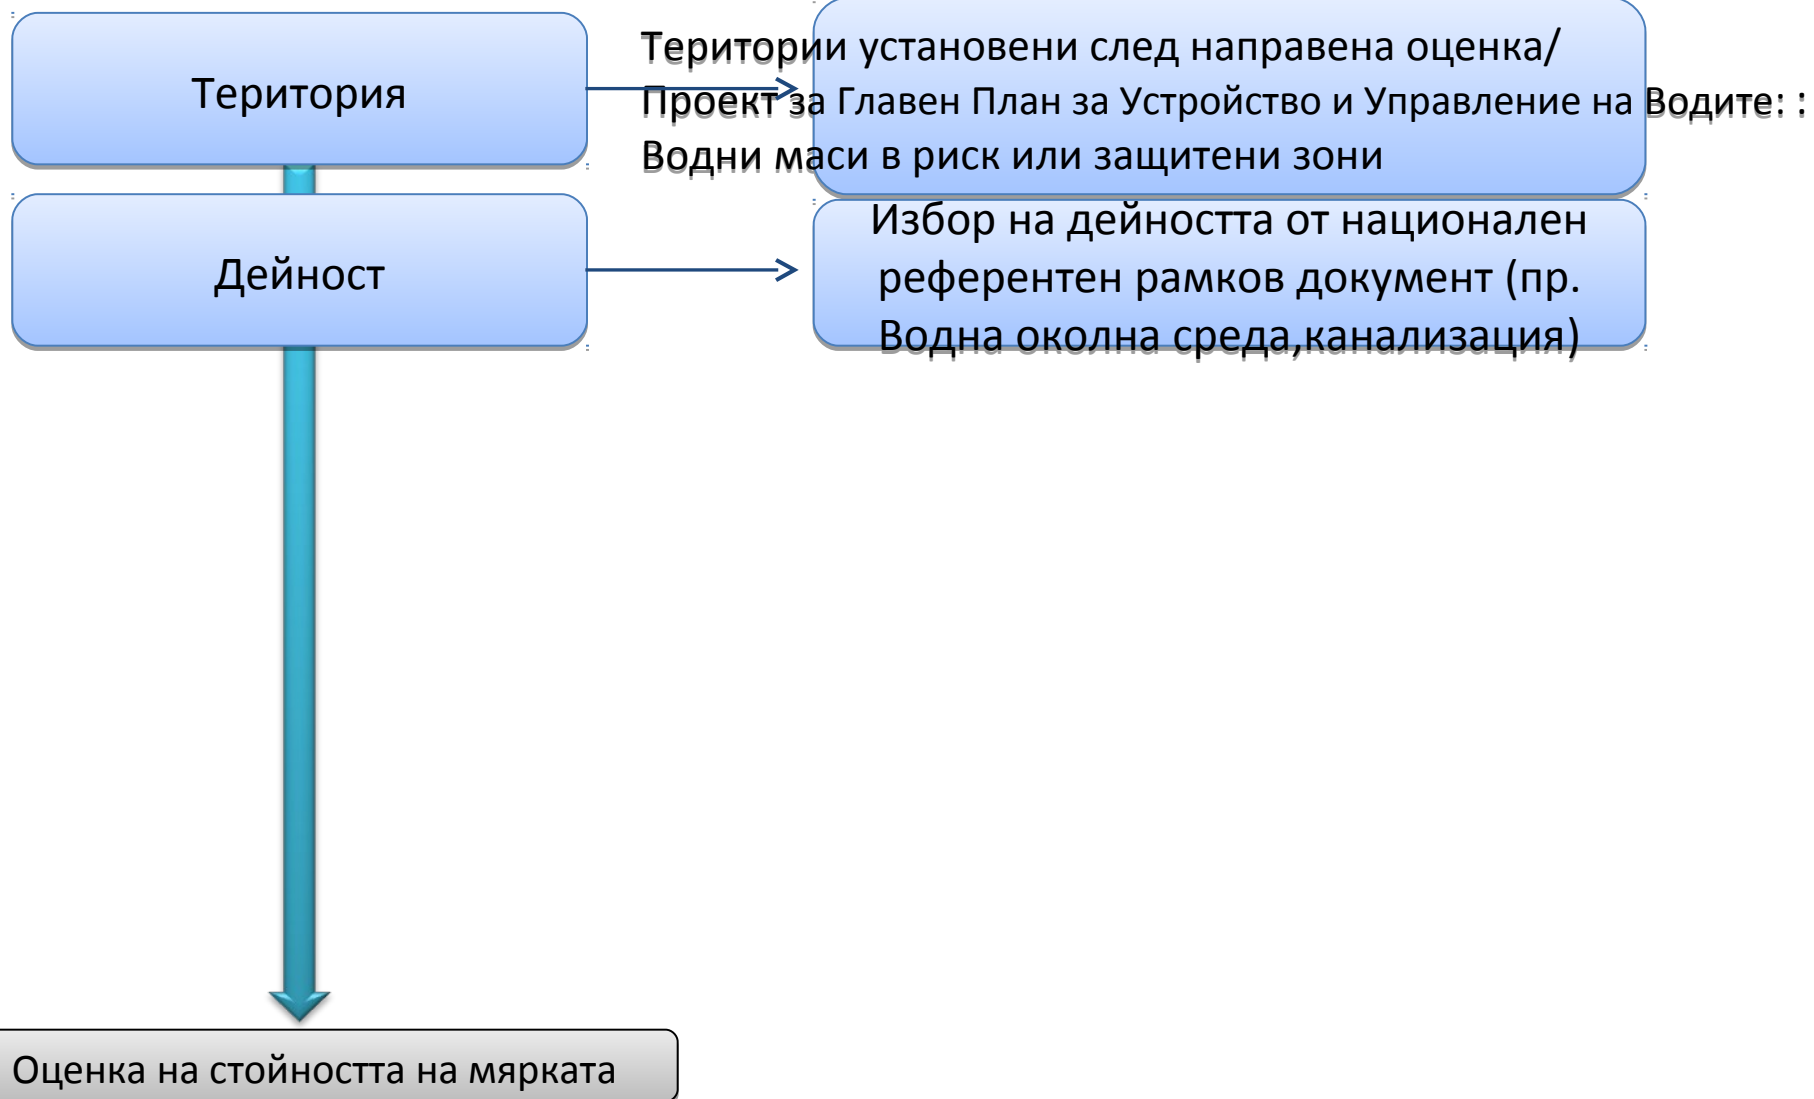 Територия
Територии установени след направена оценка/
Проект за Главен План за Устройство и Управление на Водите: :
Водни маси в риск или защитени зони
Дейност
Избор на дейността от национален
референтен рамков документ (пр.
Водна околна среда,канализация)
Оценка на стойността на мярката